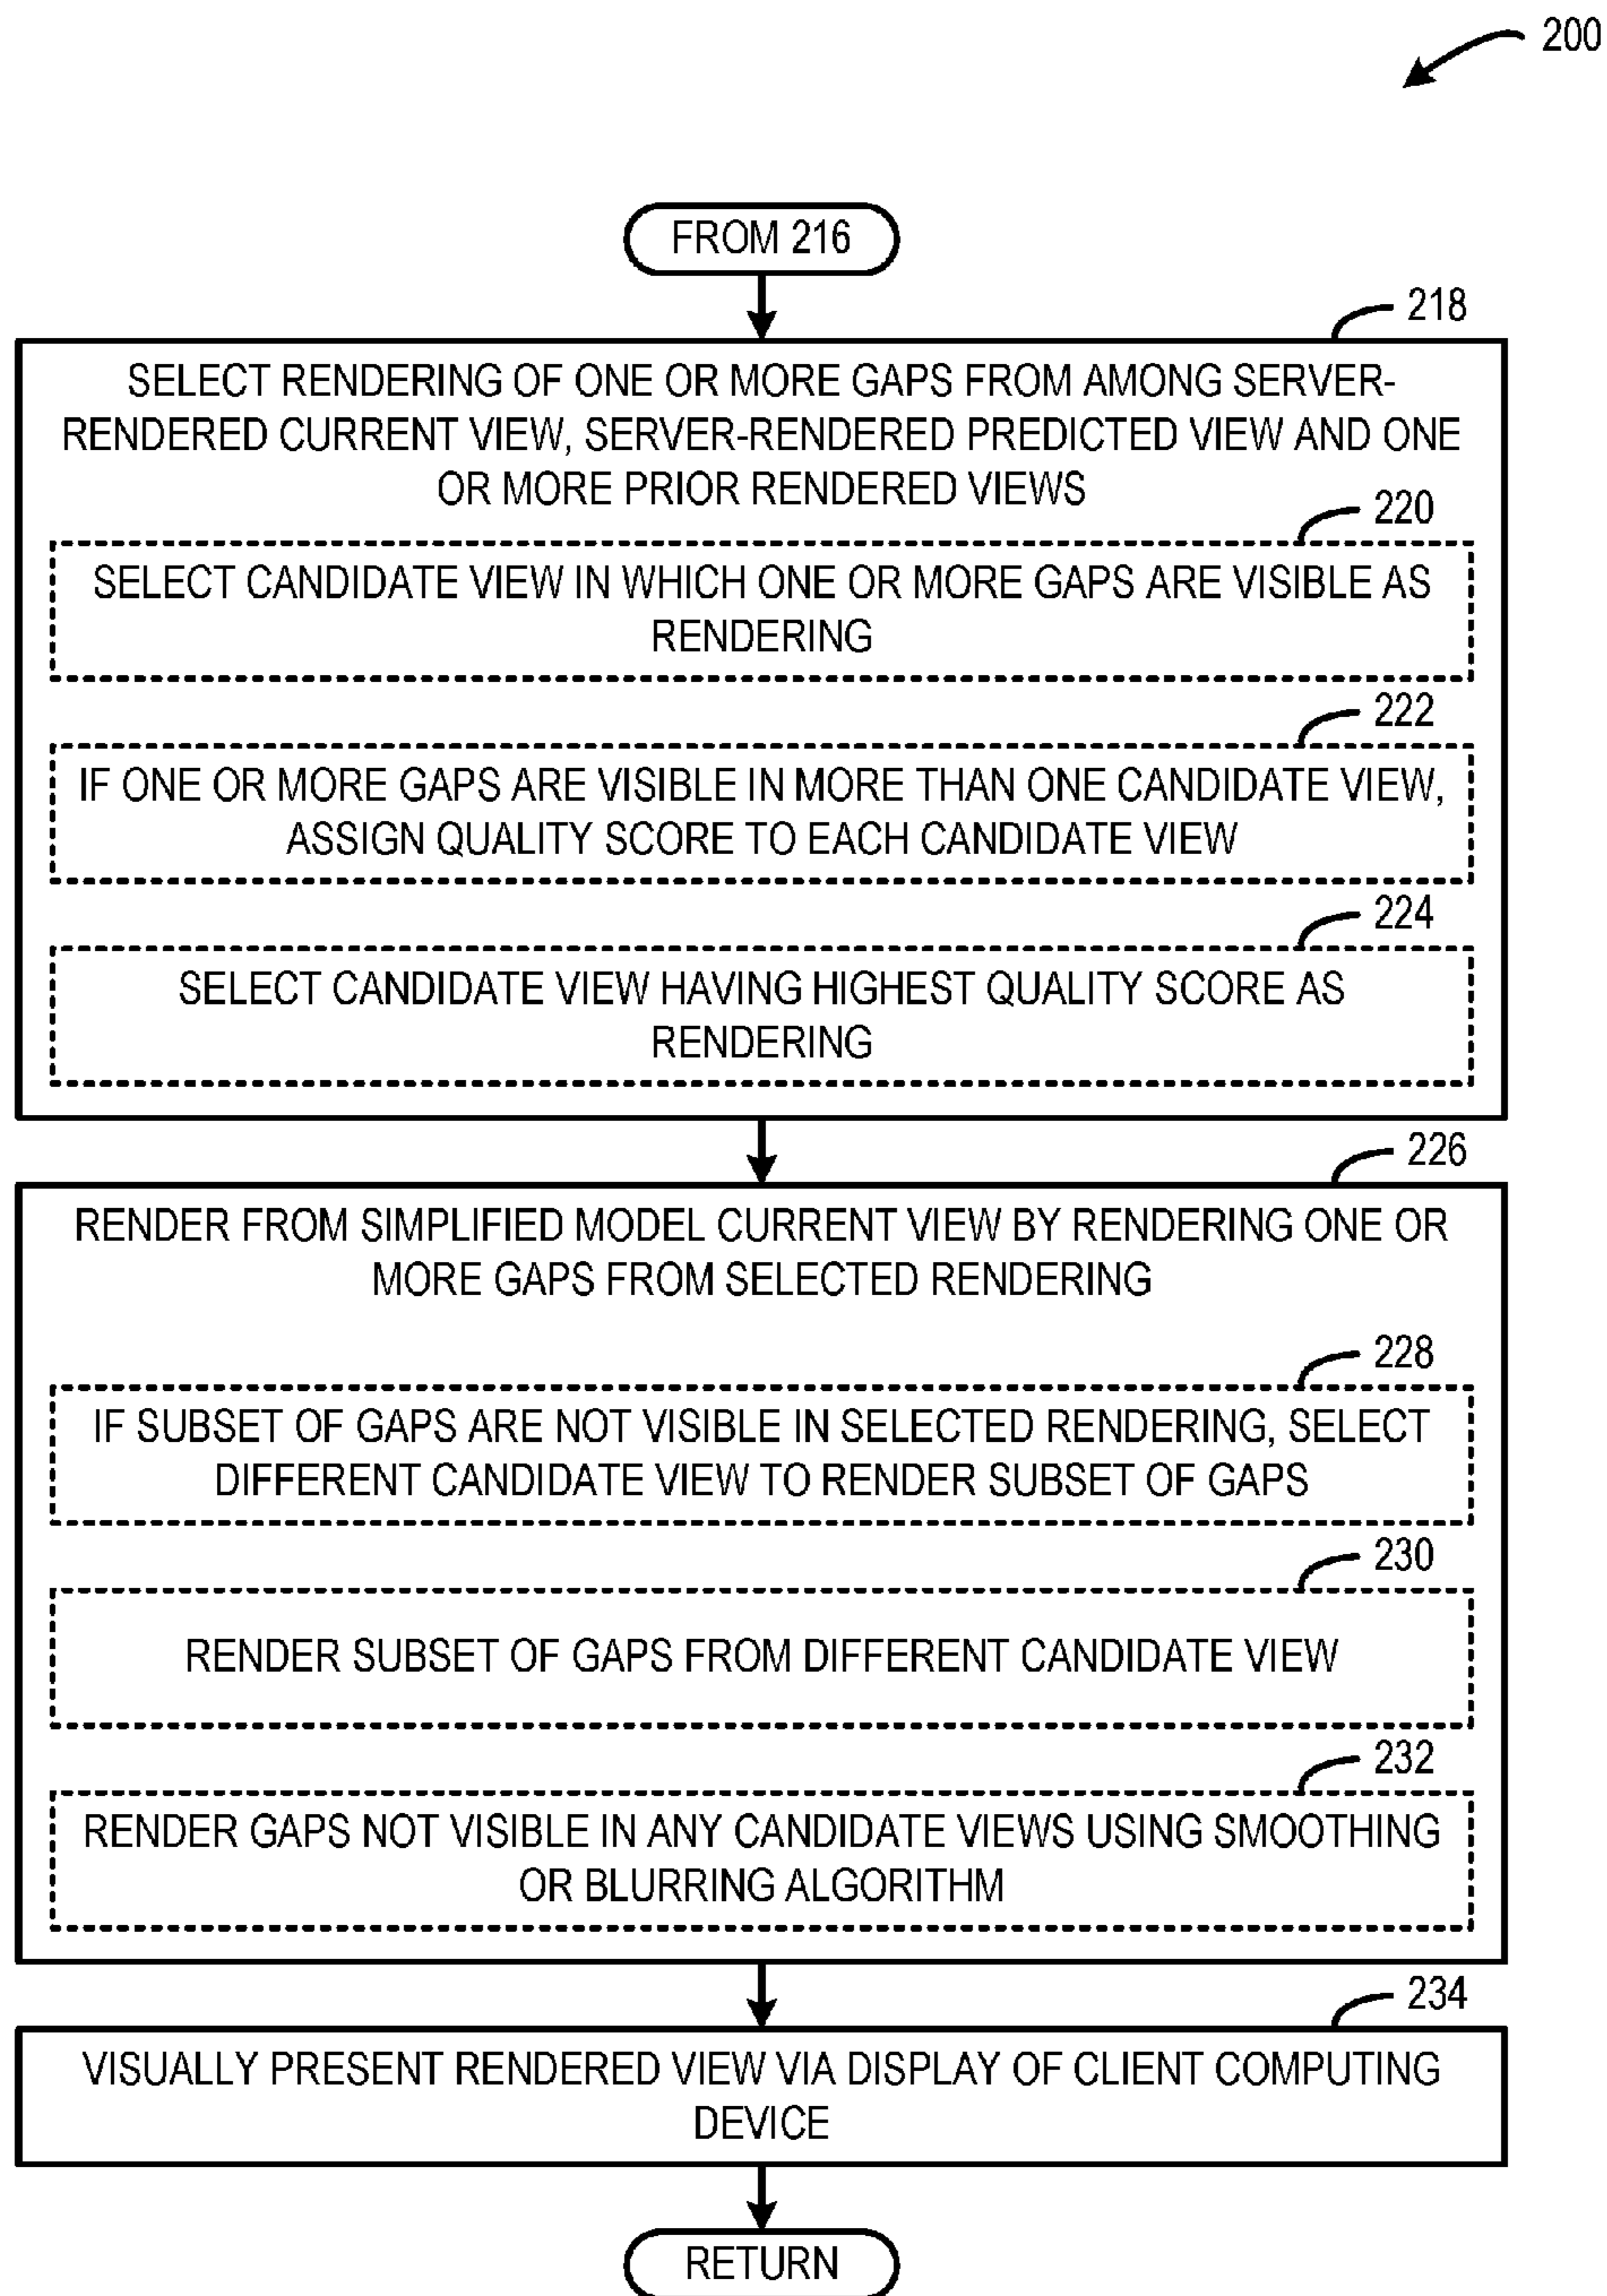 200
FROM 216
218
SELECT RENDERING OF ONE OR MORE GAPS FROM AMONG SERVER-
RENDERED CURRENT VIEW, SERVER-RENDERED PREDICTED VIEW AND ONE
OR MORE PRIOR RENDERED VIEWS
220
SELECT CANDIDATE VIEW IN WHICH ONE OR MORE GAPS ARE VISIBLE AS
RENDERING
222
IF ONE OR MORE GAPS ARE VISIBLE IN MORE THAN ONE CANDIDATE VIEW,
ASSIGN QUALITY SCORE TO EACH CANDIDATE VIEW
224
SELECT CANDIDATE VIEW HAVING HIGHEST QUALITY SCORE AS
RENDERING
226
RENDER FROM SIMPLIFIED MODEL CURRENT VIEW BY RENDERING ONE OR
MORE GAPS FROM SELECTED RENDERING
228
IF SUBSET OF GAPS ARE NOT VISIBLE IN SELECTED RENDERING, SELECT
DIFFERENT CANDIDATE VIEW TO RENDER SUBSET OF GAPS
230
RENDER SUBSET OF GAPS FROM DIFFERENT CANDIDATE VIEW
232
RENDER GAPS NOT VISIBLE IN ANY CANDIDATE VIEWS USING SMOOTHING
OR BLURRING ALGORITHM
234
VISUALLY PRESENT RENDERED VIEW VIA DISPLAY OF CLIENT COMPUTING
DEVICE
RETURN